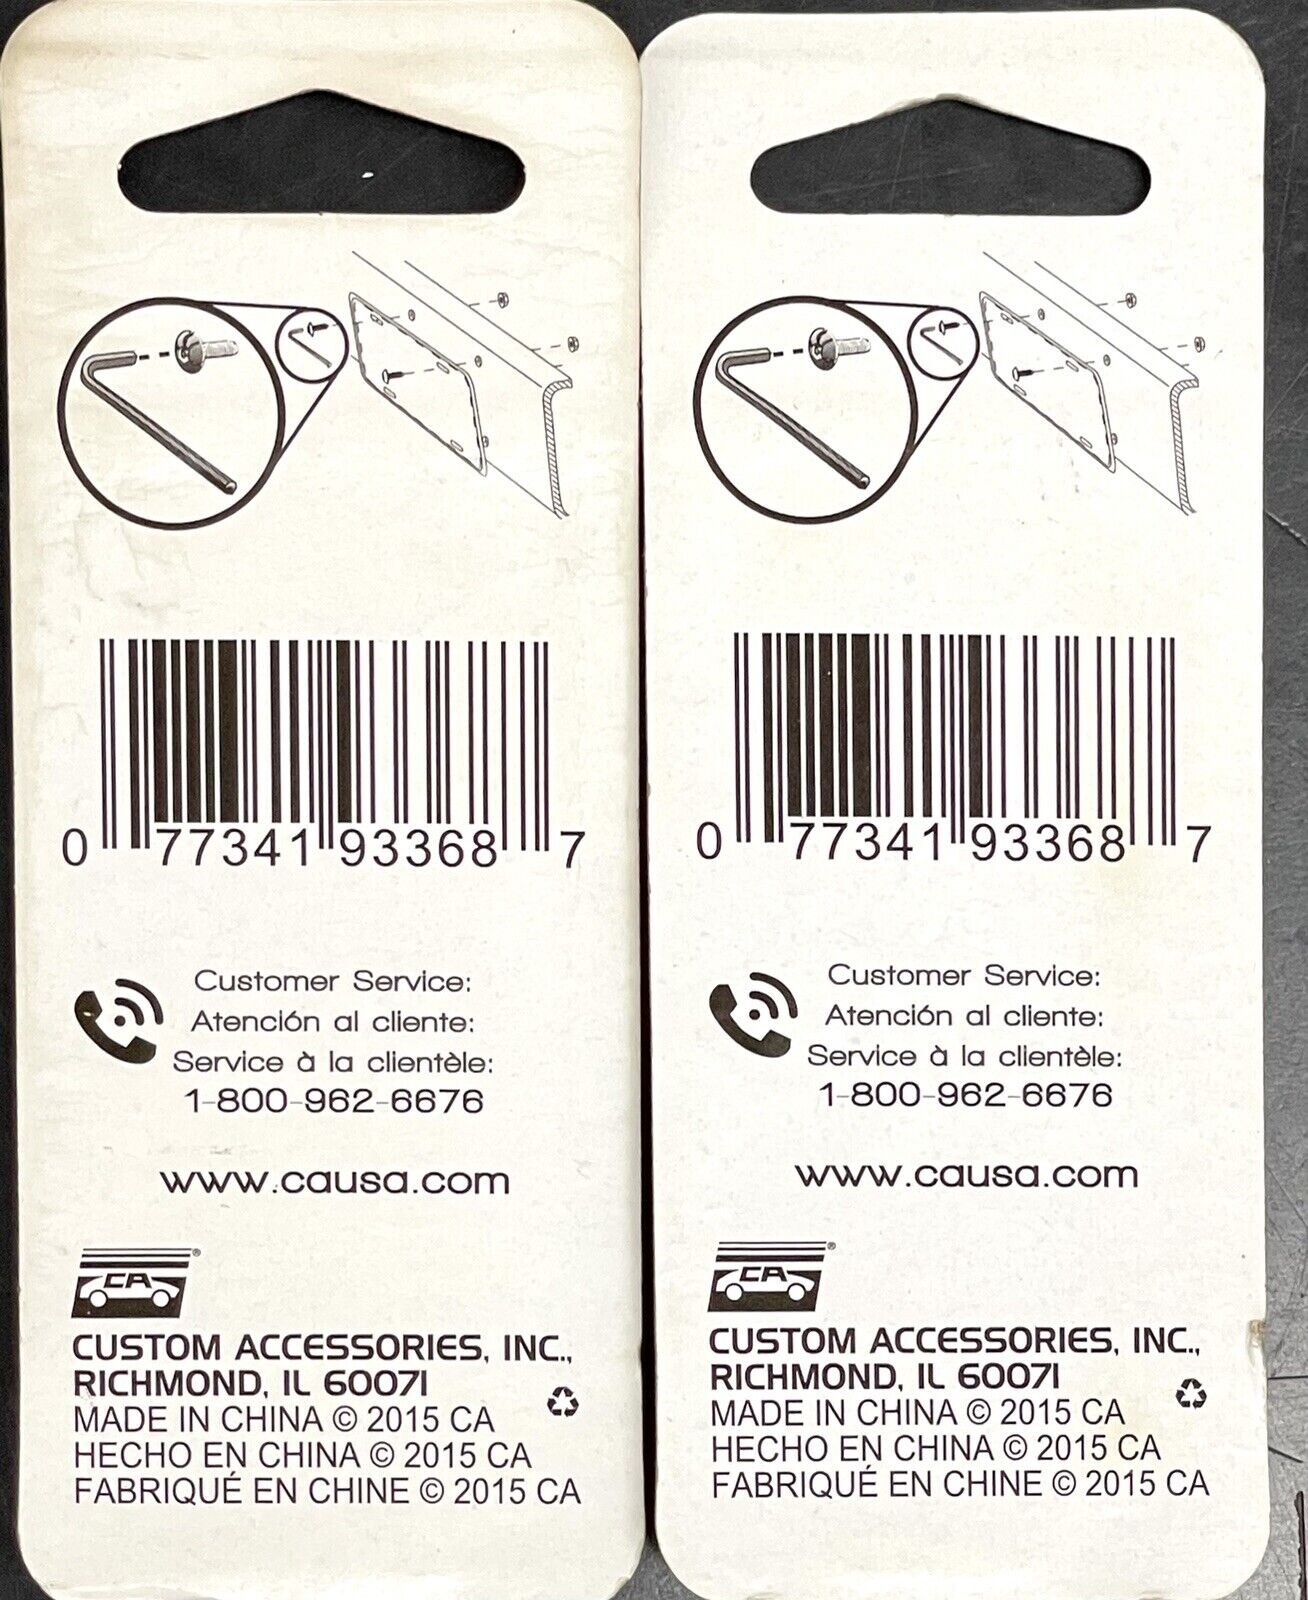 0 77341 93368 7
Customer Service:
Atención al cliente:
Service à la clientèle:
1-800-962-6676
www.causa.com
CA®
CUSTOM ACCESSORIES, INC.,
RICHMOND, IL 60071
MADE IN CHINA © 2015 CA
HECHO EN CHINA © 2015 CA
FABRIQUÉ EN CHINE © 2015 CA
0 77341 93368 7
Customer Service:
Atención al cliente:
Service à la clientèle:
1-800-962-6676
www.causa.com
CA®
CUSTOM ACCESSORIES, INC.,
RICHMOND, IL 60071
MADE IN CHINA © 2015 CA
HECHO EN CHINA © 2015 CA
FABRIQUÉ EN CHINE © 2015 CA